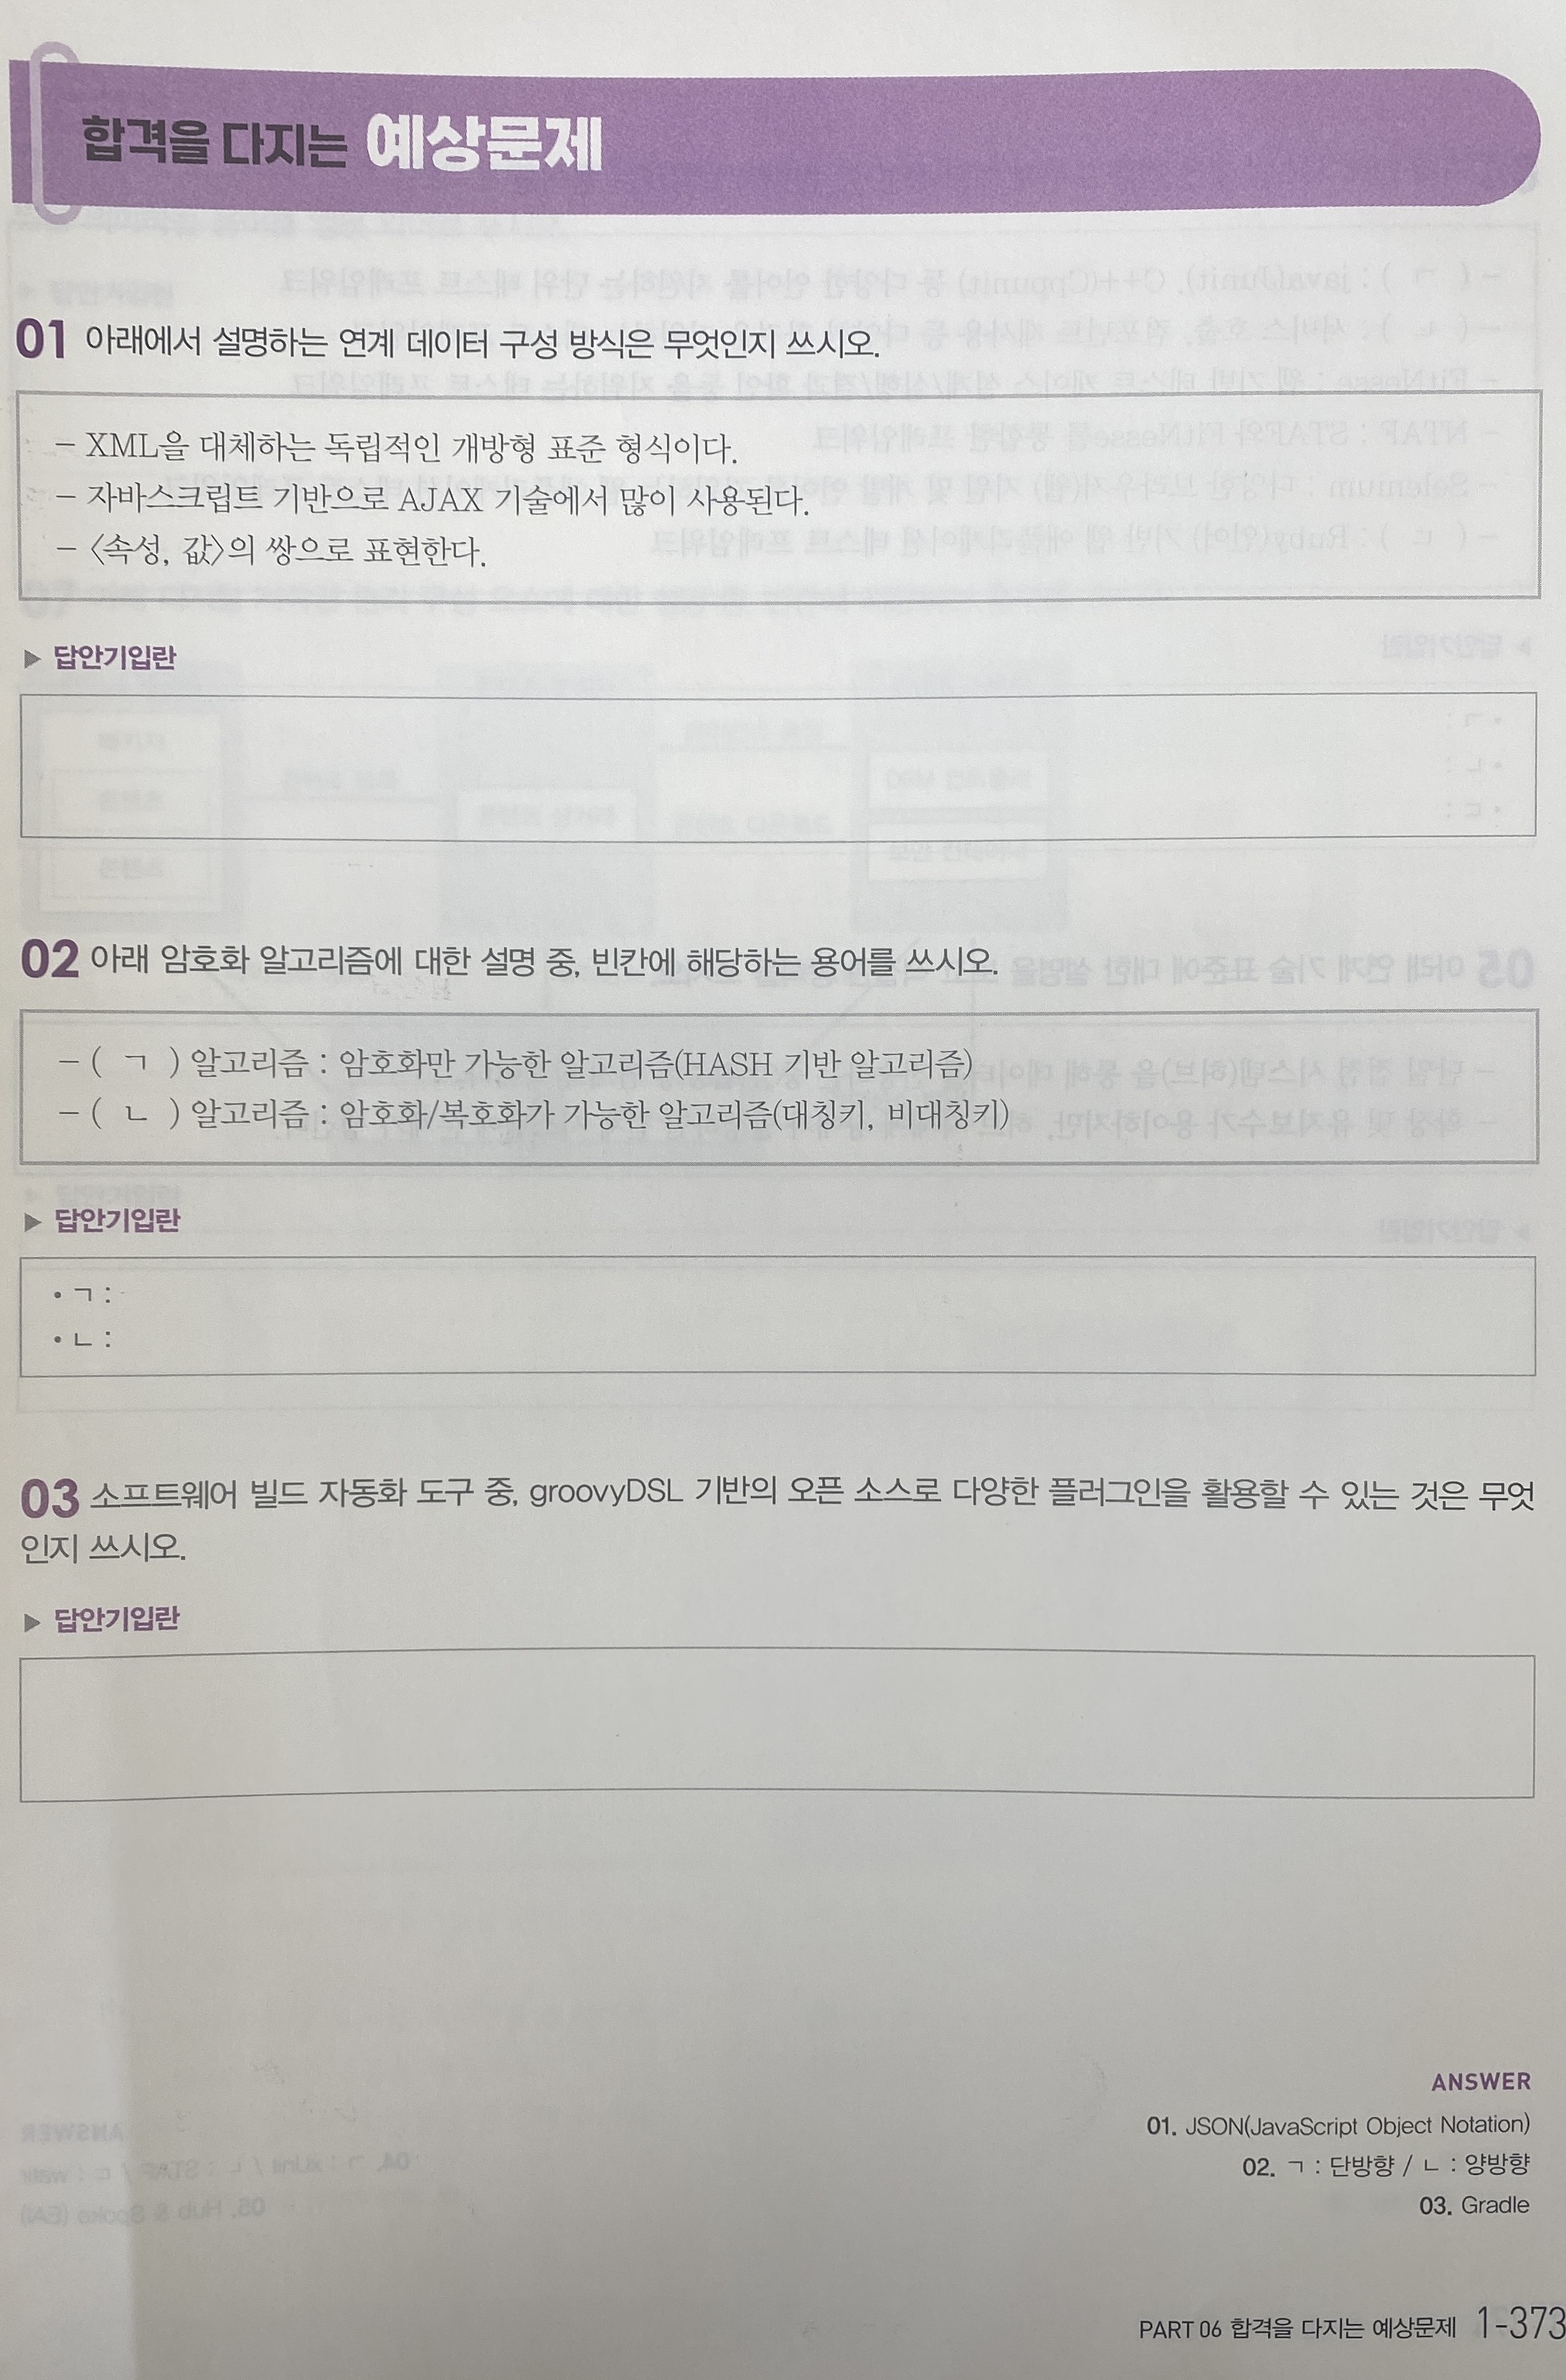 합격을 다지는 예상문제
01 아래에서 설명하는 연계 데이터 구성 방식은 무엇인지 쓰시오.
– XML을 대체하는 독립적인 개방형 표준 형식이다.
– 자바스크립트 기반으로 AJAX 기술에서 많이 사용된다.
– 〈속성, 값〉의 쌍으로 표현한다.
▶ 답안기입란
02 아래 암호화 알고리즘에 대한 설명 중, 빈칸에 해당하는 용어를 쓰시오.
– ( ㄱ ) 알고리즘 : 암호화만 가능한 알고리즘(HASH 기반 알고리즘)
– ( ㄴ ) 알고리즘 : 암호화/복호화가 가능한 알고리즘(대칭키, 비대칭키)
▶ 답안기입란
• ㄱ :
• ㄴ :
03 소프트웨어 빌드 자동화 도구 중, groovyDSL 기반의 오픈 소스로 다양한 플러그인을 활용할 수 있는 것은 무엇
인지 쓰시오.
▶ 답안기입란
ANSWER
01. JSON(JavaScript Object Notation)
02. ㄱ : 단방향 / ㄴ : 양방향
03. Gradle
PART 06 합격을 다지는 예상문제 1-373